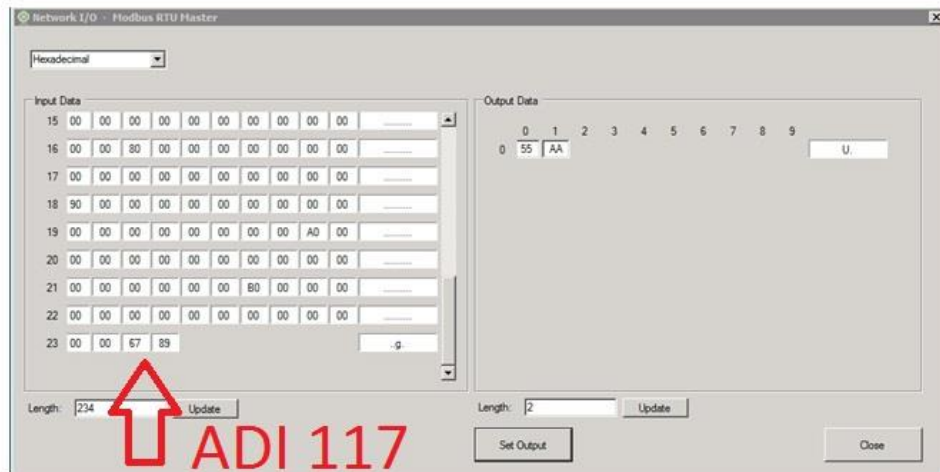 Network I/O - Modbus RTU Master
Hexadecimal
Input Data
15 00 00 00 00 00 00 00 00 00 00 ..........
16 00 00 80 00 00 00 00 00 00 00 ..........
17 00 00 00 00 00 00 00 00 00 00 ..........
18 90 00 00 00 00 00 00 00 00 00 ..........
19 00 00 00 00 00 00 00 00 A0 00 ..........
20 00 00 00 00 00 00 00 00 00 00 ..........
21 00 00 00 00 00 00 B0 00 00 00 ..........
22 00 00 00 00 00 00 00 00 00 00 ..........
23 00 00 67 89 ..g.
Length: 234 Update
Output Data
0 1 2 3 4 5 6 7 8 9
0 55 AA U.
Length: 2 Update
Set Output Close
ADI 117